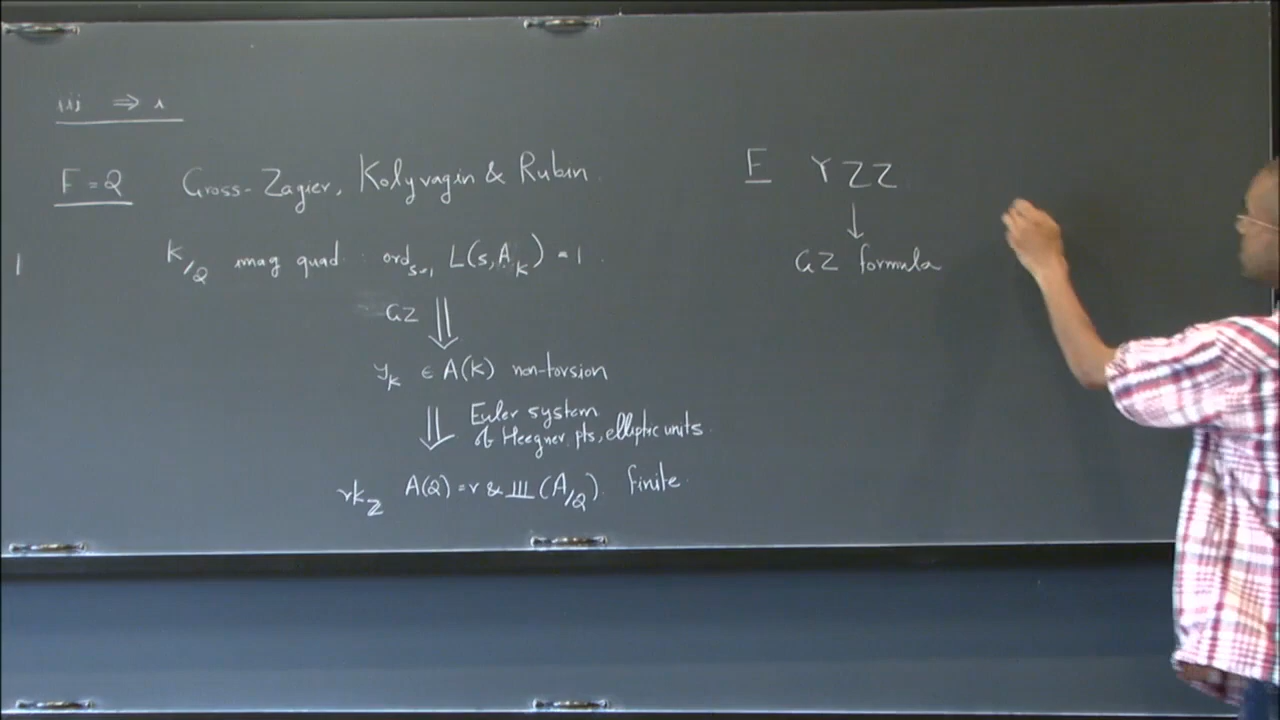 iii ⇒ i
F = Q Gross-Zagier, Kolyvagin & Rubin
K/Q imag quad : ord_{s=1} L(s, A_K) = 1.
GZ ⇓
y_K ∈ A(K) non-torsion
⇓ Euler system
of Heegner pts, elliptic units.
rk_Z A(Q) = r & Ш(A/Q) finite
F YZZ
↓
GZ formula